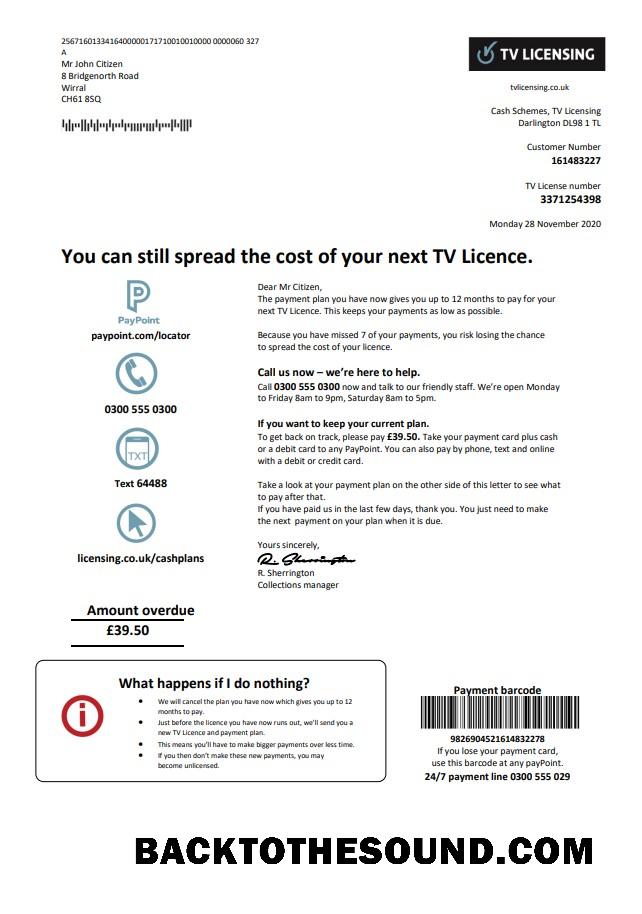 25671601334164000001717100100100000 0000060 327
A
Mr John Citizen
8 Bridgenorth Road
Wirral
CH61 8SQ
TV LICENSING
tvlicensing.co.uk
Cash Schemes, TV Licensing
Darlington DL98 1 TL
Customer Number
161483227
TV License number
3371254398
Monday 28 November 2020
You can still spread the cost of your next TV Licence.
PayPoint
paypoint.com/locator
0300 555 0300
TXT
Text 64488
licensing.co.uk/cashplans
Amount overdue
£39.50
Dear Mr Citizen,
The payment plan you have now gives you up to 12 months to pay for your
next TV Licence. This keeps your payments as low as possible.
Because you have missed 7 of your payments, you risk losing the chance
to spread the cost of your licence.
Call us now – we're here to help.
Call 0300 555 0300 now and talk to our friendly staff. We're open Monday
to Friday 8am to 9pm, Saturday 8am to 5pm.
If you want to keep your current plan.
To get back on track, please pay £39.50. Take your payment card plus cash
or a debit card to any PayPoint. You can also pay by phone, text and online
with a debit or credit card.
Take a look at your payment plan on the other side of this letter to see what
to pay after that.
If you have paid us in the last few days, thank you. You just need to make
the next payment on your plan when it is due.
Yours sincerely,
R. Sherrington
R. Sherrington
Collections manager
What happens if I do nothing?
• We will cancel the plan you have now which gives you up to 12
months to pay.
• Just before the licence you have now runs out, we'll send you a
new TV Licence and payment plan.
• This means you'll have to make bigger payments over less time.
• If you then don't make these new payments, you may
become unlicensed.
Payment barcode
9826904521614832278
If you lose your payment card,
use this barcode at any payPoint.
24/7 payment line 0300 555 029
BACKTOTHESOUND.COM